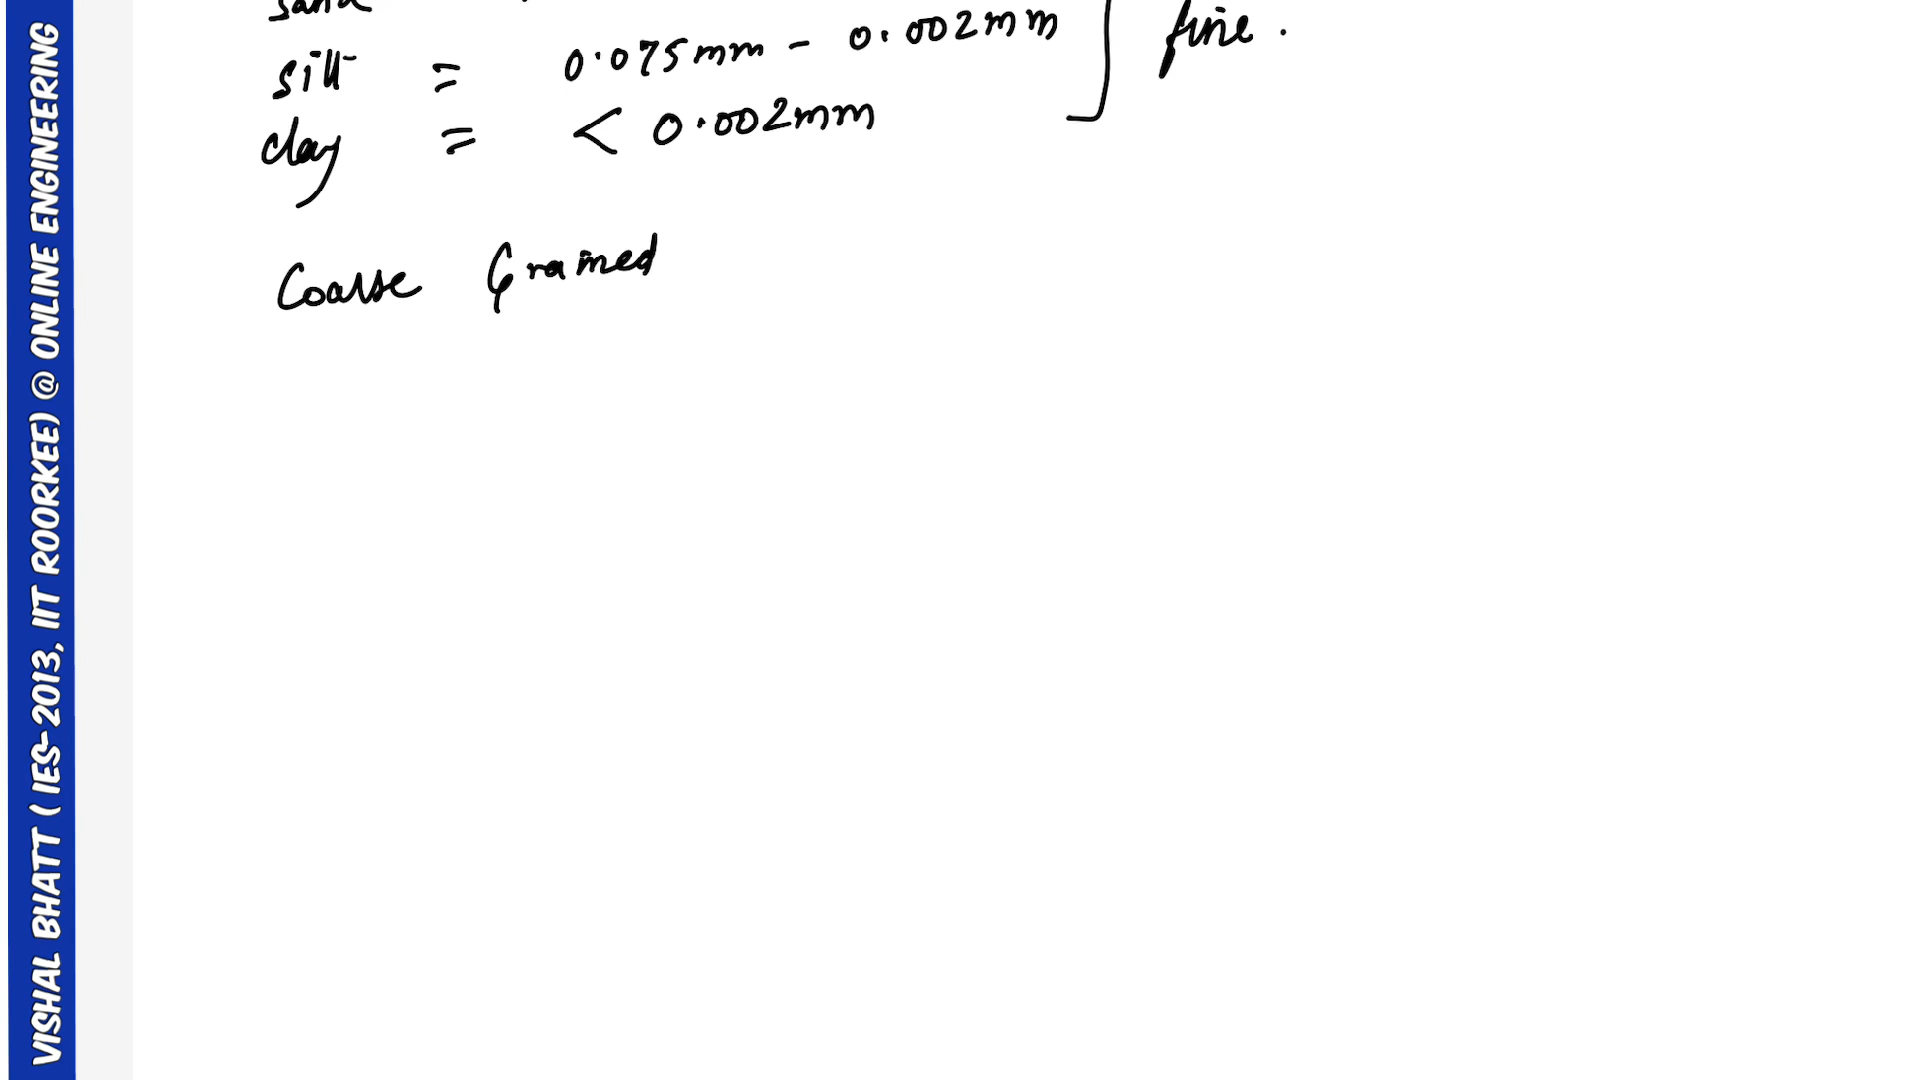 sand
silt = 0.075mm - 0.002mm ] fine.
clay = < 0.002mm
Coarse Grained
VISHAL BHATT ( IES-2013, IIT ROORKEE) @ ONLINE ENGINEERING